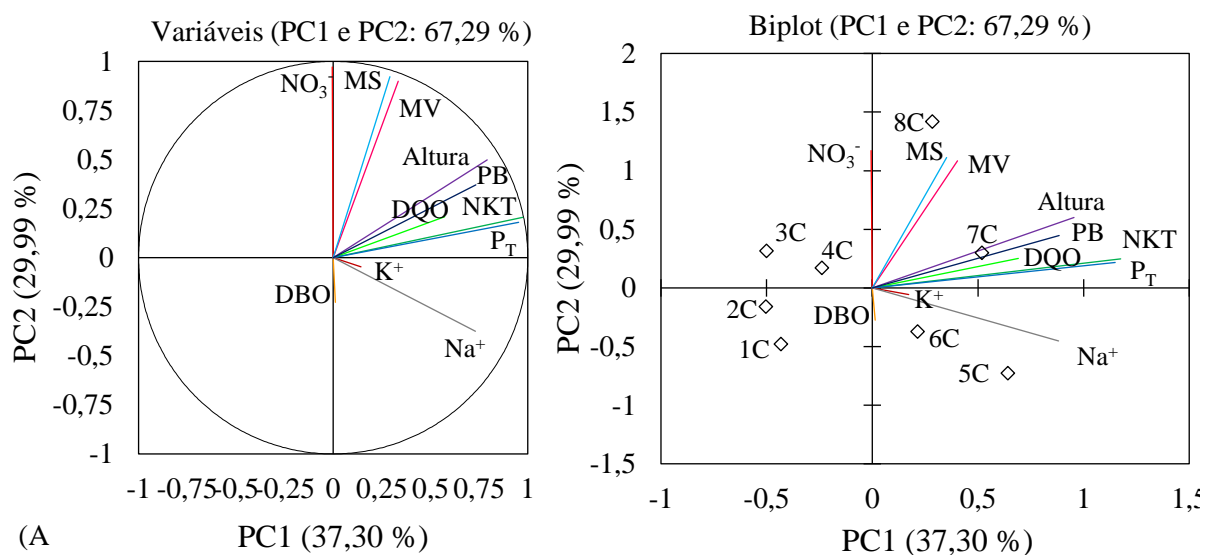 Variáveis (PC1 e PC2: 67,29 %)
PC2 (29,99 %)
1
0,75
0,5
0,25
0
-0,25
-0,5
-0,75
-1
NO3-
MS
MV
Altura
PB
DQO
NKT
PT
K+
DBO
Na+
-1 -0,75-0,5-0,25 0 0,25 0,5 0,75 1
PC1 (37,30 %)
(A
Biplot (PC1 e PC2: 67,29 %)
PC2 (29,99 %)
2
1,5
1
0,5
0
-0,5
-1
-1,5
8C
NO3-
MS
MV
Altura
3C
4C
7C
PB
NKT
DQO
PT
K+
2C
DBO
1C
6C
Na+
5C
-1 -0,5 0 0,5 1 1,5
PC1 (37,30 %)